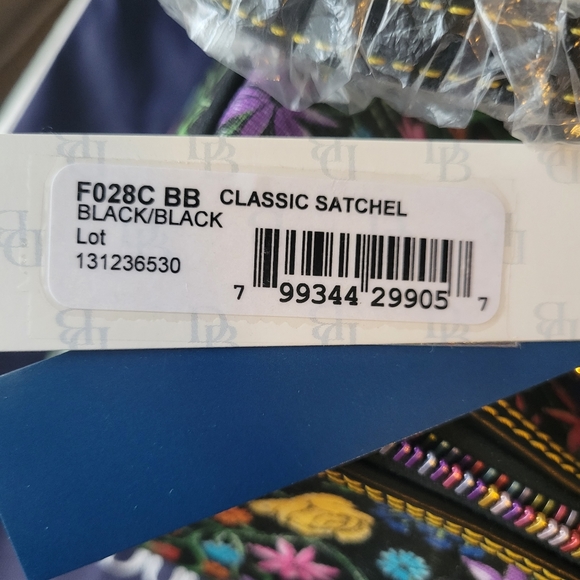 F028C BB CLASSIC SATCHEL
BLACK/BLACK
Lot
131236530
7 99344 29905 7